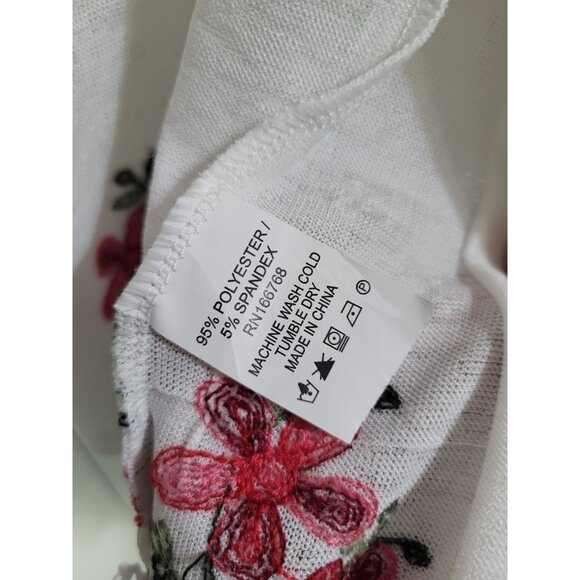 95% POLYESTER /
5% SPANDEX
RN166768
MACHINE WASH COLD
TUMBLE DRY
MADE IN CHINA
P